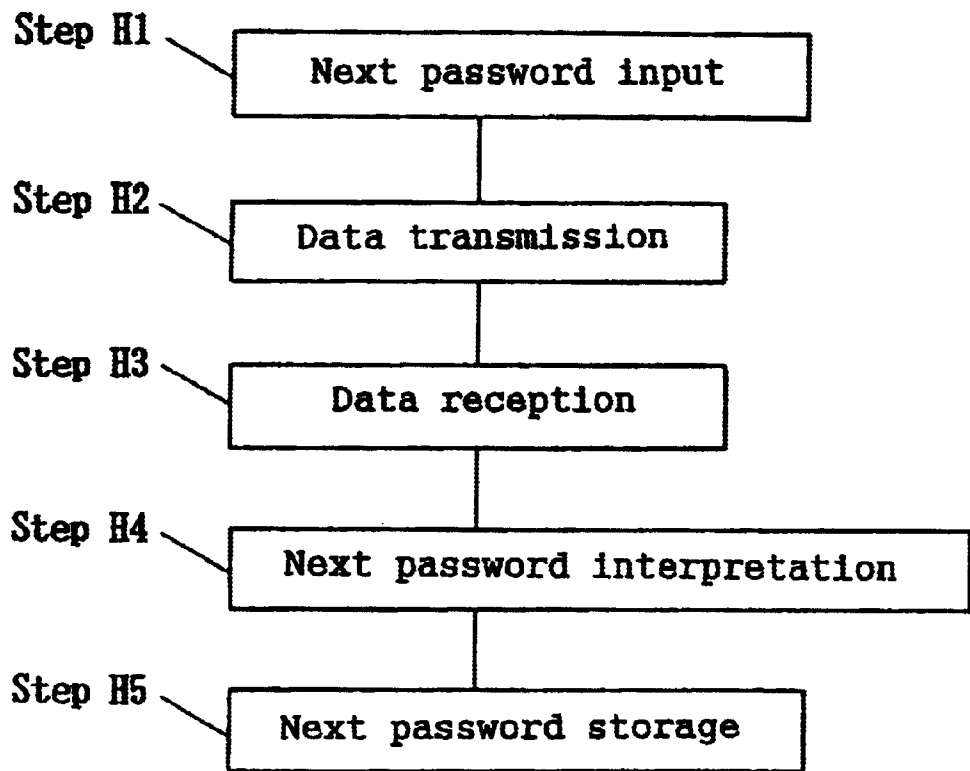 Step H1
Next password input
Step H2
Data transmission
Step H3
Data reception
Step H4
Next password interpretation
Step H5
Next password storage